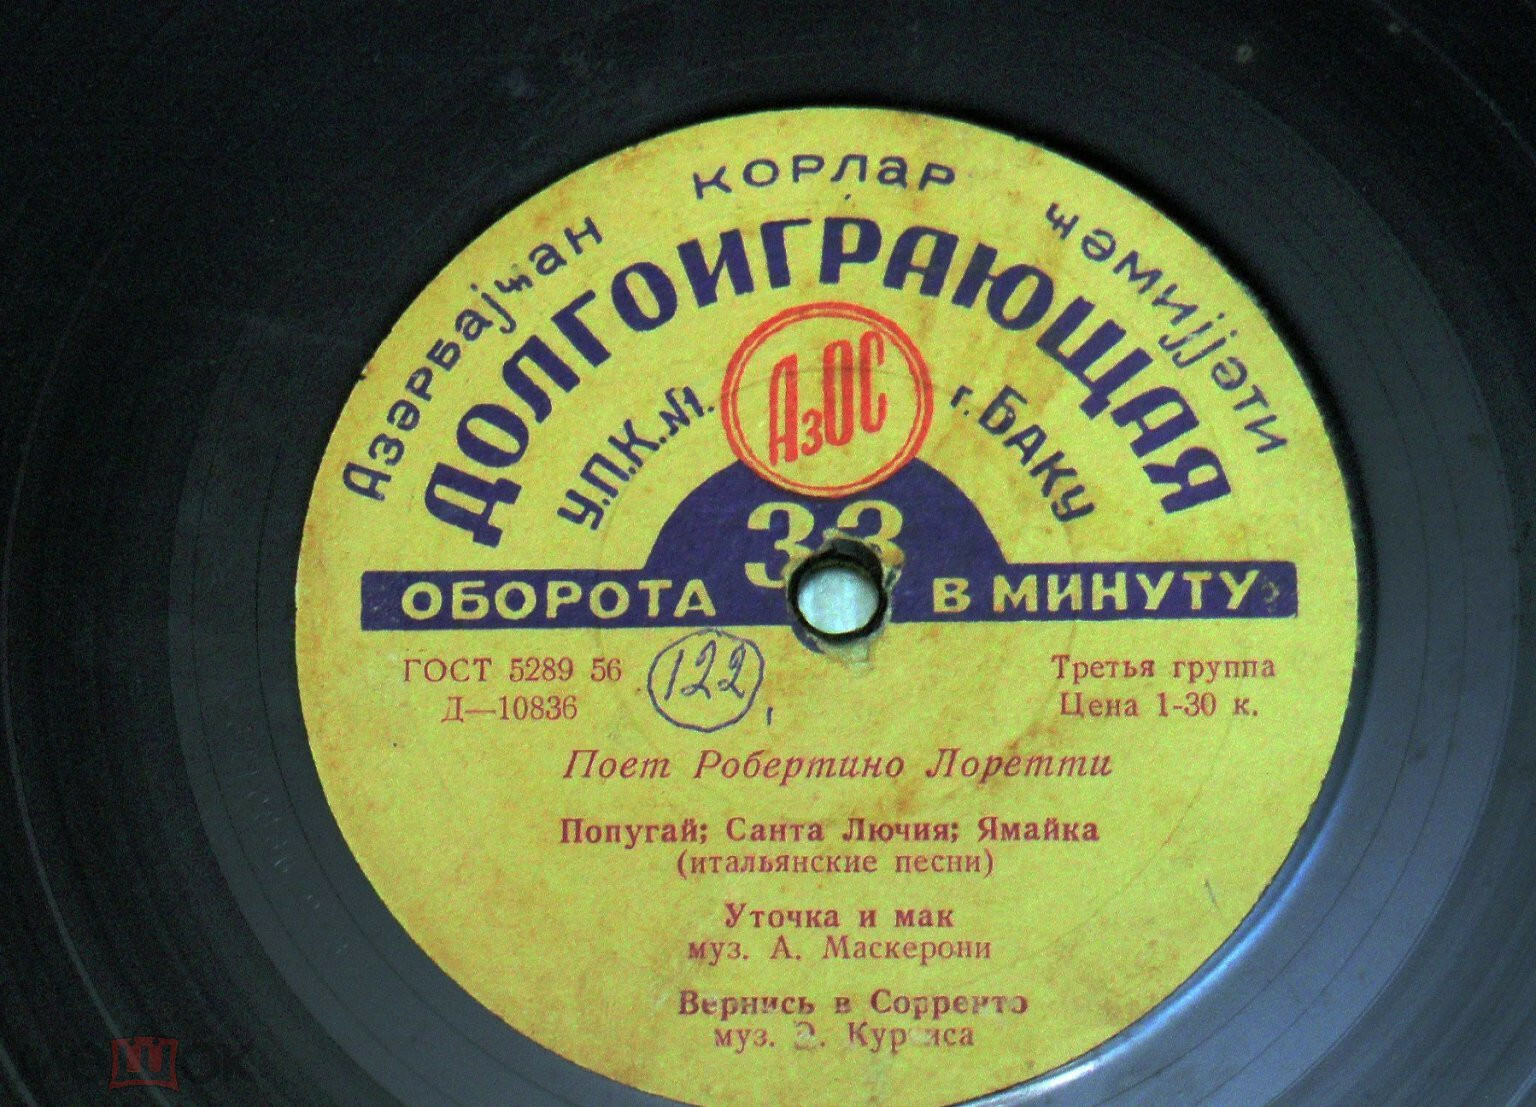 Азәрбајҹан корлар ҹәмијјәти
ДОЛГОИГРАЮЩАЯ
У.П.К. №1. г. БАКУ
АзОС
33
ОБОРОТА В МИНУТУ
ГОСТ 5289 56
Д—10836
122
Третья группа
Цена 1-30 к.
Поет Робертино Лоретти
Попугай; Санта Лючия; Ямайка
(итальянские песни)
Уточка и мак
муз. А. Маскерони
Вернись в Сорренто
муз. Э.